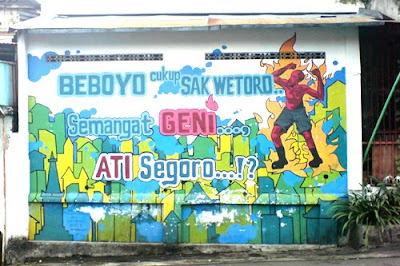 BEBOYO cukup SAK WETORO..
Semangat GENI....,
ATI Segoro...!?